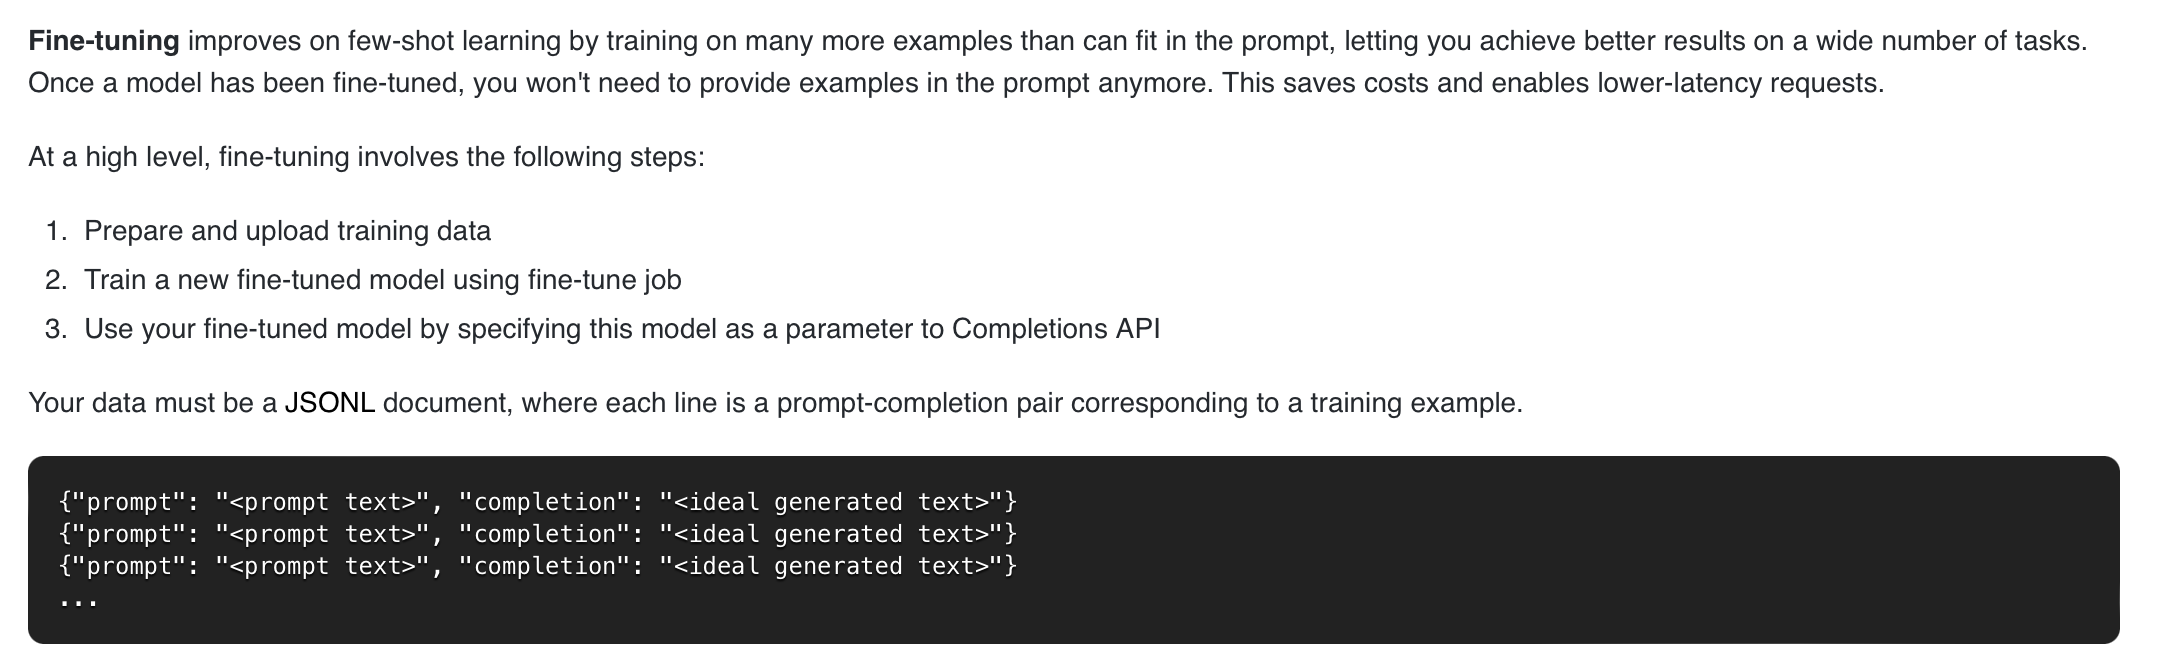 Fine-tuning improves on few-shot learning by training on many more examples than can fit in the prompt, letting you achieve better results on a wide number of tasks.
Once a model has been fine-tuned, you won't need to provide examples in the prompt anymore. This saves costs and enables lower-latency requests.
At a high level, fine-tuning involves the following steps:
1. Prepare and upload training data
2. Train a new fine-tuned model using fine-tune job
3. Use your fine-tuned model by specifying this model as a parameter to Completions API
Your data must be a JSONL document, where each line is a prompt-completion pair corresponding to a training example.
{"prompt": "<prompt text>", "completion": "<ideal generated text>"}
{"prompt": "<prompt text>", "completion": "<ideal generated text>"}
{"prompt": "<prompt text>", "completion": "<ideal generated text>"}
...